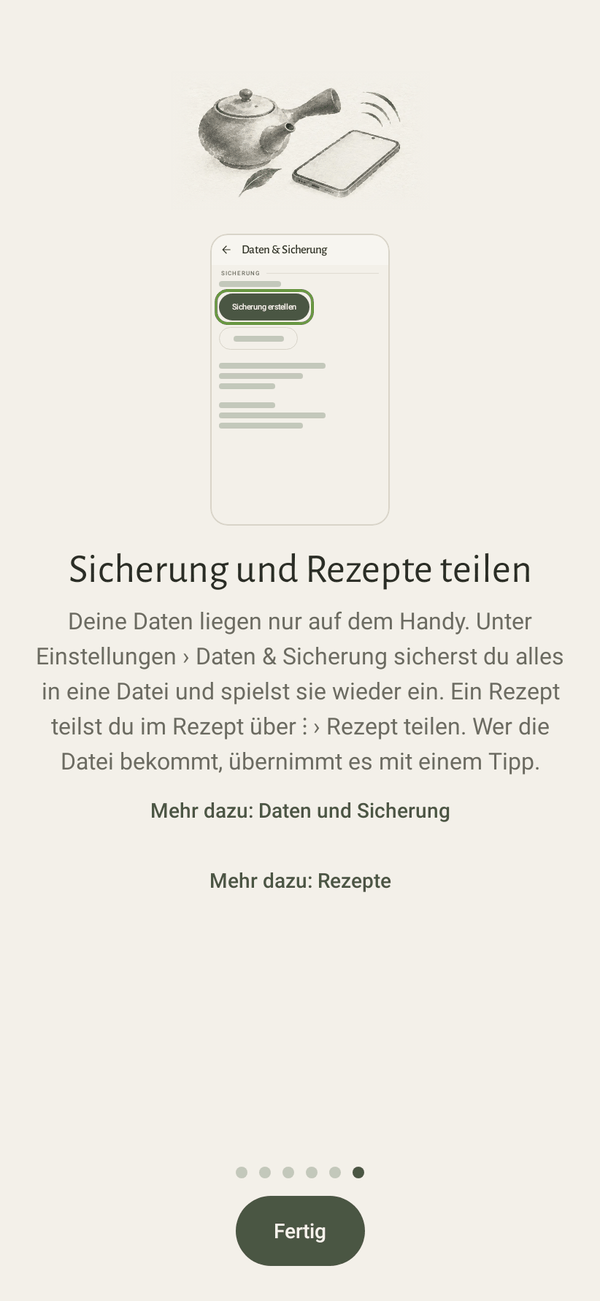 Daten & Sicherung
SICHERUNG
Sicherung erstellen
Sicherung und Rezepte teilen
Deine Daten liegen nur auf dem Handy. Unter
Einstellungen › Daten & Sicherung sicherst du alles
in eine Datei und spielst sie wieder ein. Ein Rezept
teilst du im Rezept über ⋮ › Rezept teilen. Wer die
Datei bekommt, übernimmt es mit einem Tipp.
Mehr dazu: Daten und Sicherung
Mehr dazu: Rezepte
Fertig